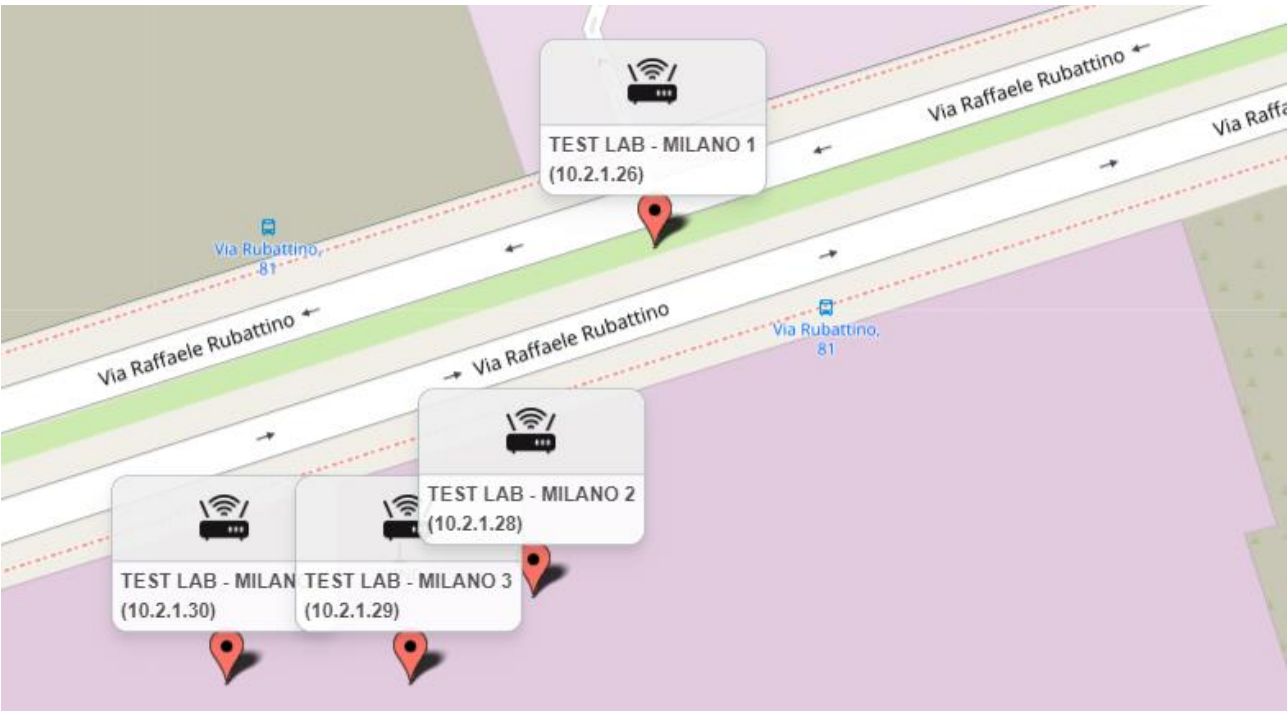 Via Raffaele Rubattino
Via Raffa
TEST LAB - MILANO 1
(10.2.1.26)
Via Rubattino,
81
Via Raffaele Rubattino
Via Raffaele Rubattino
Via Rubattino,
81
TEST LAB - MILANO 2
(10.2.1.28)
TEST LAB - MILAN
(10.2.1.30)
TEST LAB - MILANO 3
(10.2.1.29)